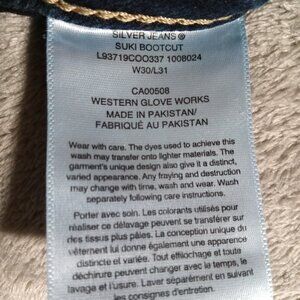 SILVER JEANS®
SUKI BOOTCUT
L93719COO337 1008024
W30/L31
CA00508
WESTERN GLOVE WORKS
MADE IN PAKISTAN/
FABRIQUÉ AU PAKISTAN
Wear with care. The dyes used to achieve this
wash may transfer onto lighter materials. The
garment's unique design also give it a distinct,
varied appearance. Any fraying and destruction
may change with time, wash and wear. Wash
separately following care instructions.
Porter avec soin. Les colorants utilisés pour
réaliser ce délavage peuvent se transférer sur
des tissus plus pâles. La conception unique du
vêtement lui donne également une apparence
distincte et variée. Tout effilochage et toute
déchirure peuvent changer avec le temps, le
lavage et l'usure. Laver séparément en suivant
les consignes d'entretien.